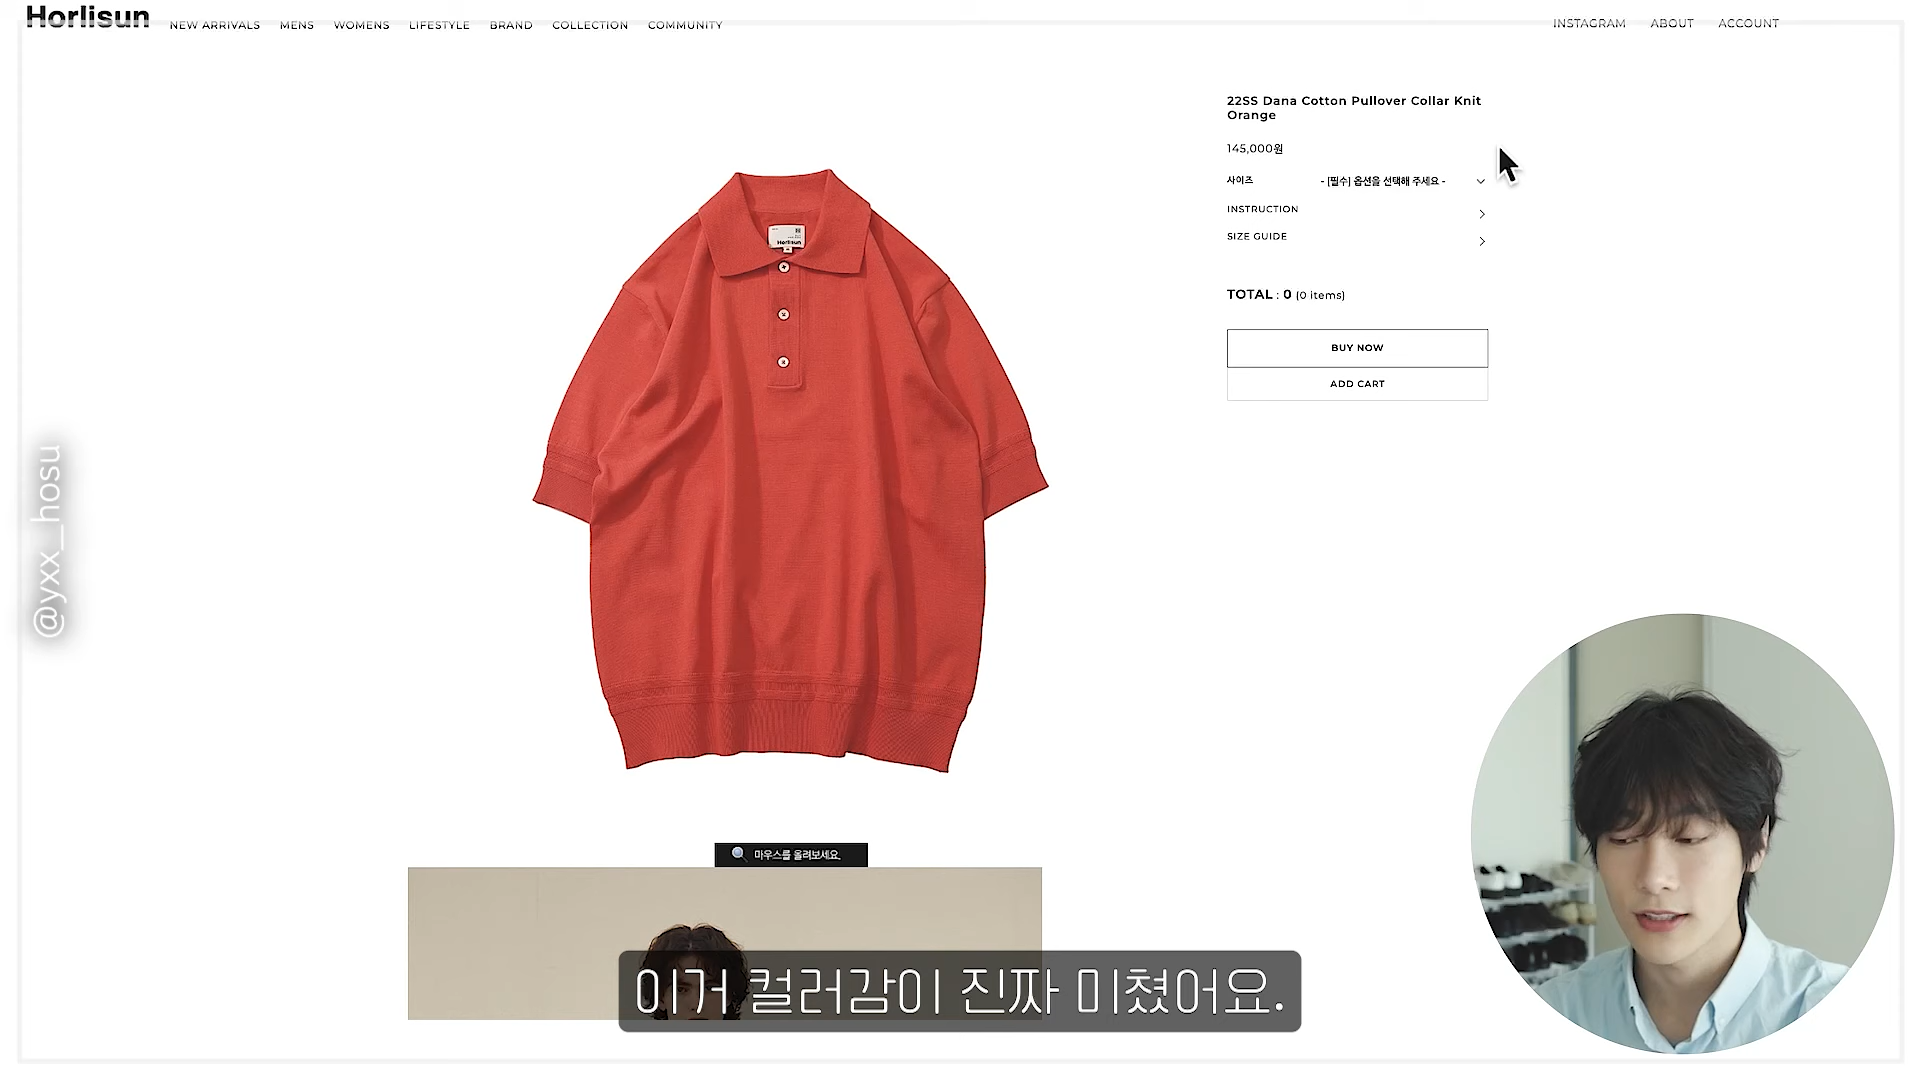 Horlisun
NEW ARRIVALS MENS WOMENS LIFESTYLE BRAND COLLECTION COMMUNITY
INSTAGRAM ABOUT ACCOUNT
22SS Dana Cotton Pullover Collar Knit
Orange
145,000원
사이즈 - [필수] 옵션을 선택해 주세요 -
INSTRUCTION
SIZE GUIDE
TOTAL : 0 (0 items)
BUY NOW
ADD CART
Horlisun
@yxx_hosu
마우스를 올려보세요.
이거 컬러감이 진짜 미쳤어요.